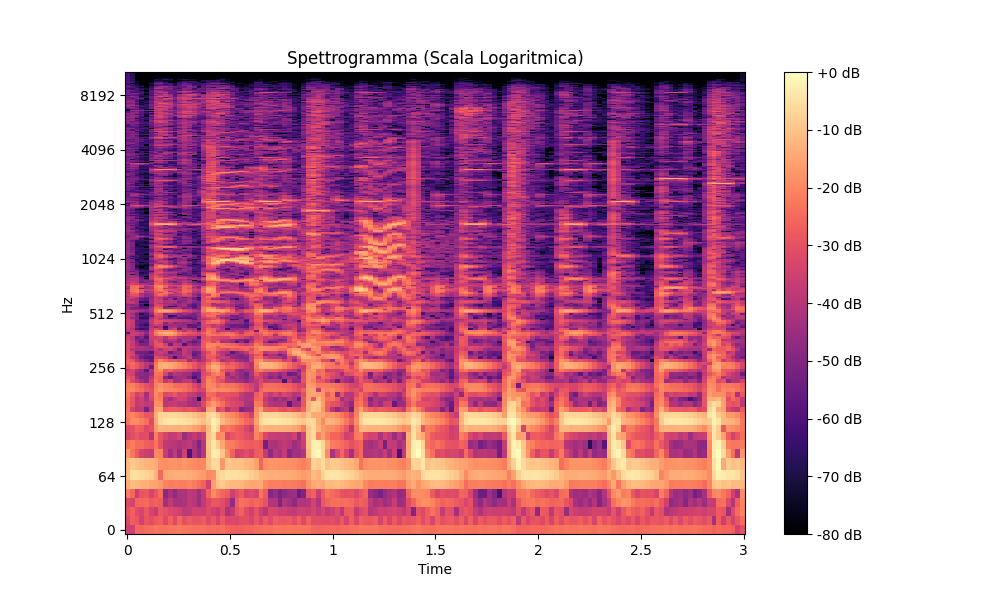 Spettrogramma (Scala Logaritmica)
8192
4096
2048
1024
512
256
128
64
0
Hz
0
0.5
1
1.5
2
2.5
3
Time
+0 dB
-10 dB
-20 dB
-30 dB
-40 dB
-50 dB
-60 dB
-70 dB
-80 dB